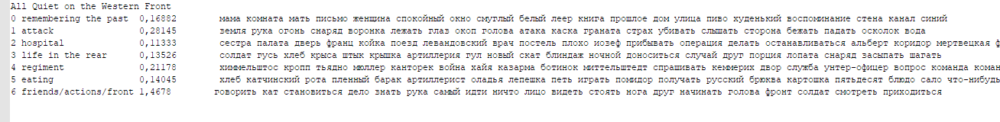 All Quiet on the Western Front
0 remembering the past 0,16882 мама комната мать письмо женщина спокойный окно смуглый белый леер книга прошлое дом улица пиво худенький воспоминание стена канал синий
1 attack 0,28145 земля рука огонь снаряд воронка лежать глаз окоп голова атака каска граната страх убивать слышать сторона бежать падать осколок вода
2 hospital 0,11333 сестра палата дверь франц койка поезд левандовский врач постель плохо иозеф прибывать операция делать останавливаться альберт коридор мертвецкая ф
3 life in the rear 0,13526 солдат гусь хлеб крыса штык крышка артиллерия гул новый скат блиндаж ночной доноситься случай друг порция лопата снаряд засыпать шагать
4 regiment 0,21178 химмельштос кропп тьядно мюллер канторек война хайя казарма ботинок миттельштедт спрашивать кеммерих двор служба унтер-офицер вопрос команда коман
5 eating 0,14045 хлеб катчинский рота пленный барак артиллерист оладья лепешка петь играть помидор получать русский брюква картошка пятьдесят блюдо сало что-нибудь
6 friends/actions/front 1,4678 говорить кат становиться дело знать рука самый идти ничто лицо видеть стоять нога друг начинать голова фронт солдат смотреть приходиться